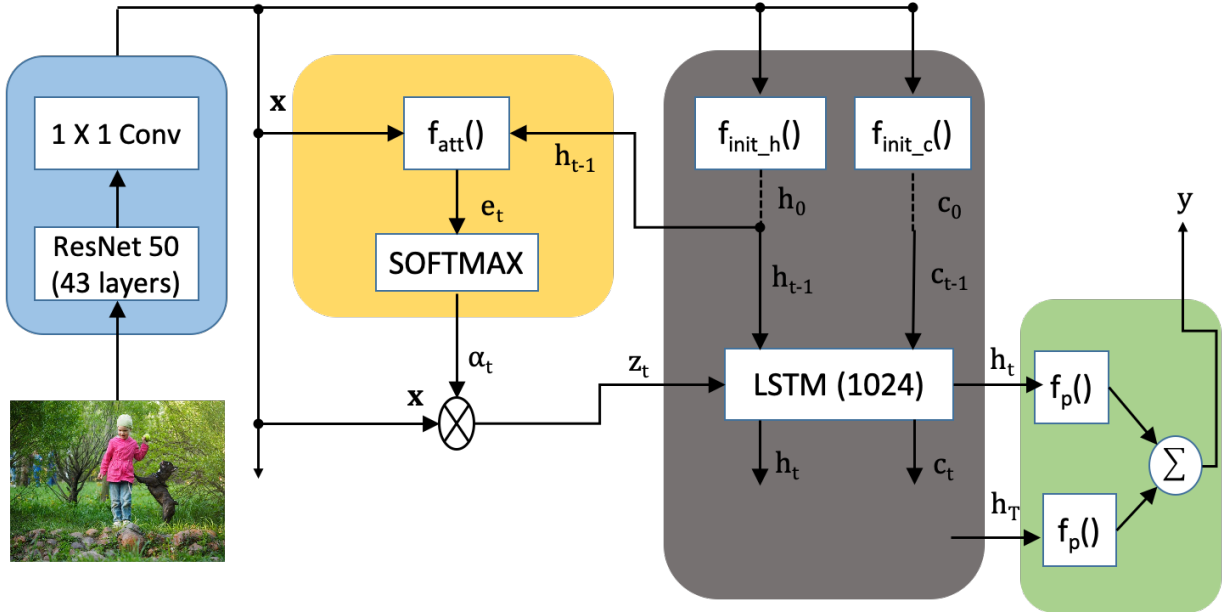 1 X 1 Conv
ResNet 50
(43 layers)
x
f_att()
h_t-1
e_t
SOFTMAX
α_t
x
z_t
f_init_h()
f_init_c()
h_0
c_0
h_t-1
c_t-1
LSTM (1024)
h_t
c_t
h_t
f_p()
h_T
f_p()
Σ
y